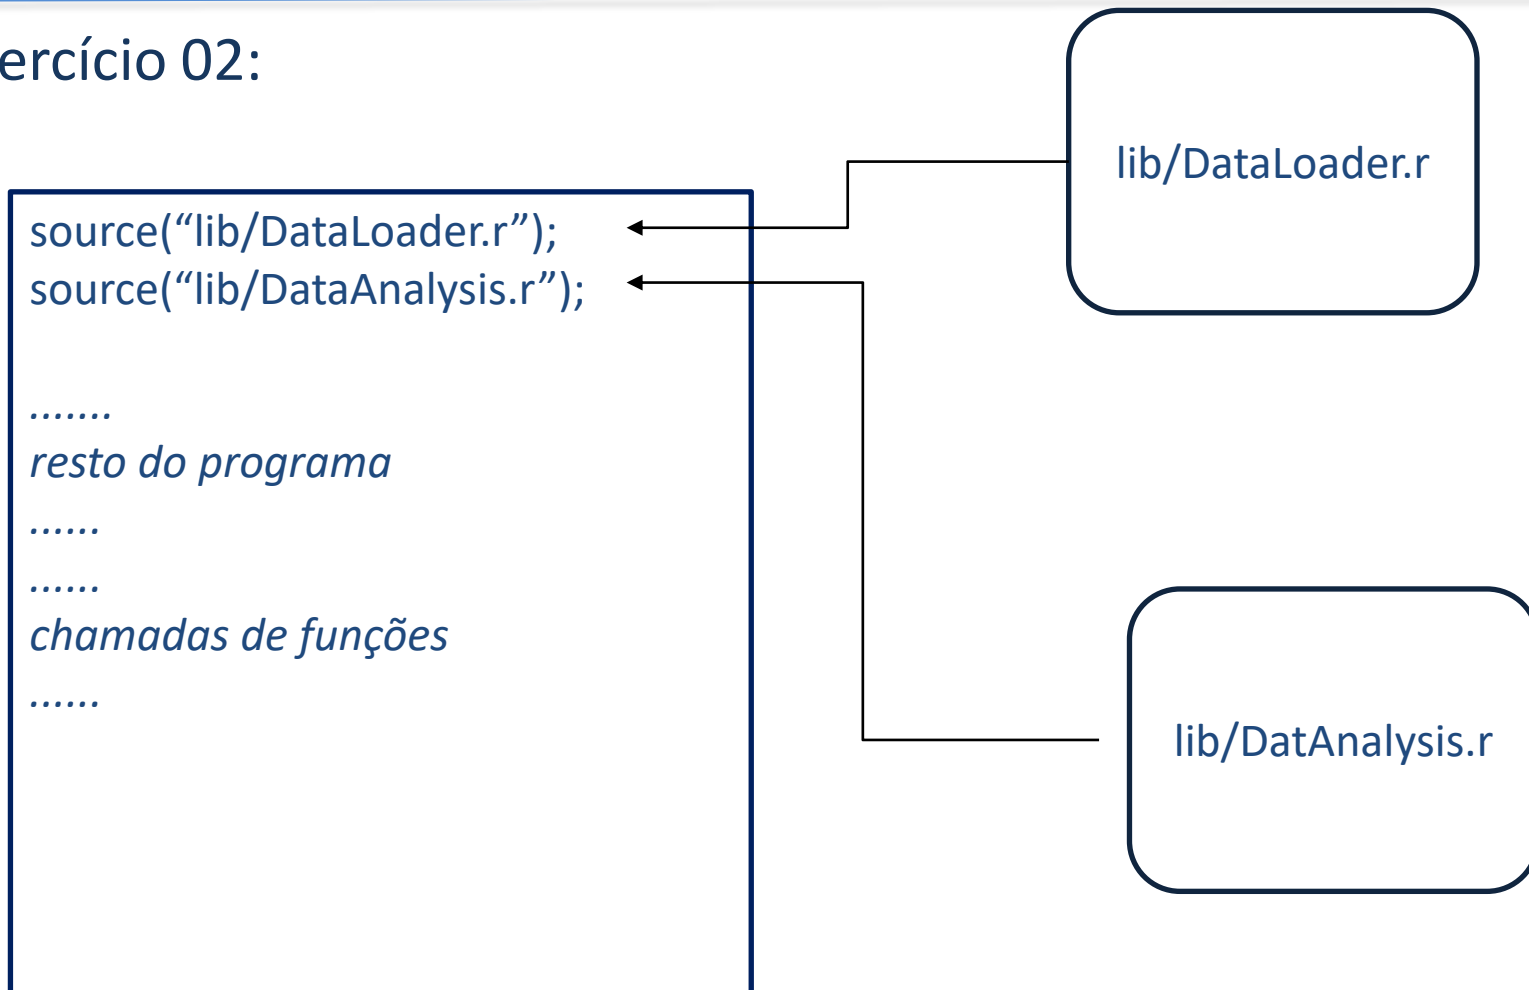 ercício 02:
lib/DataLoader.r
source(“lib/DataLoader.r”);
source(“lib/DataAnalysis.r”);
.......
resto do programa
......
......
chamadas de funções
......
lib/DatAnalysis.r